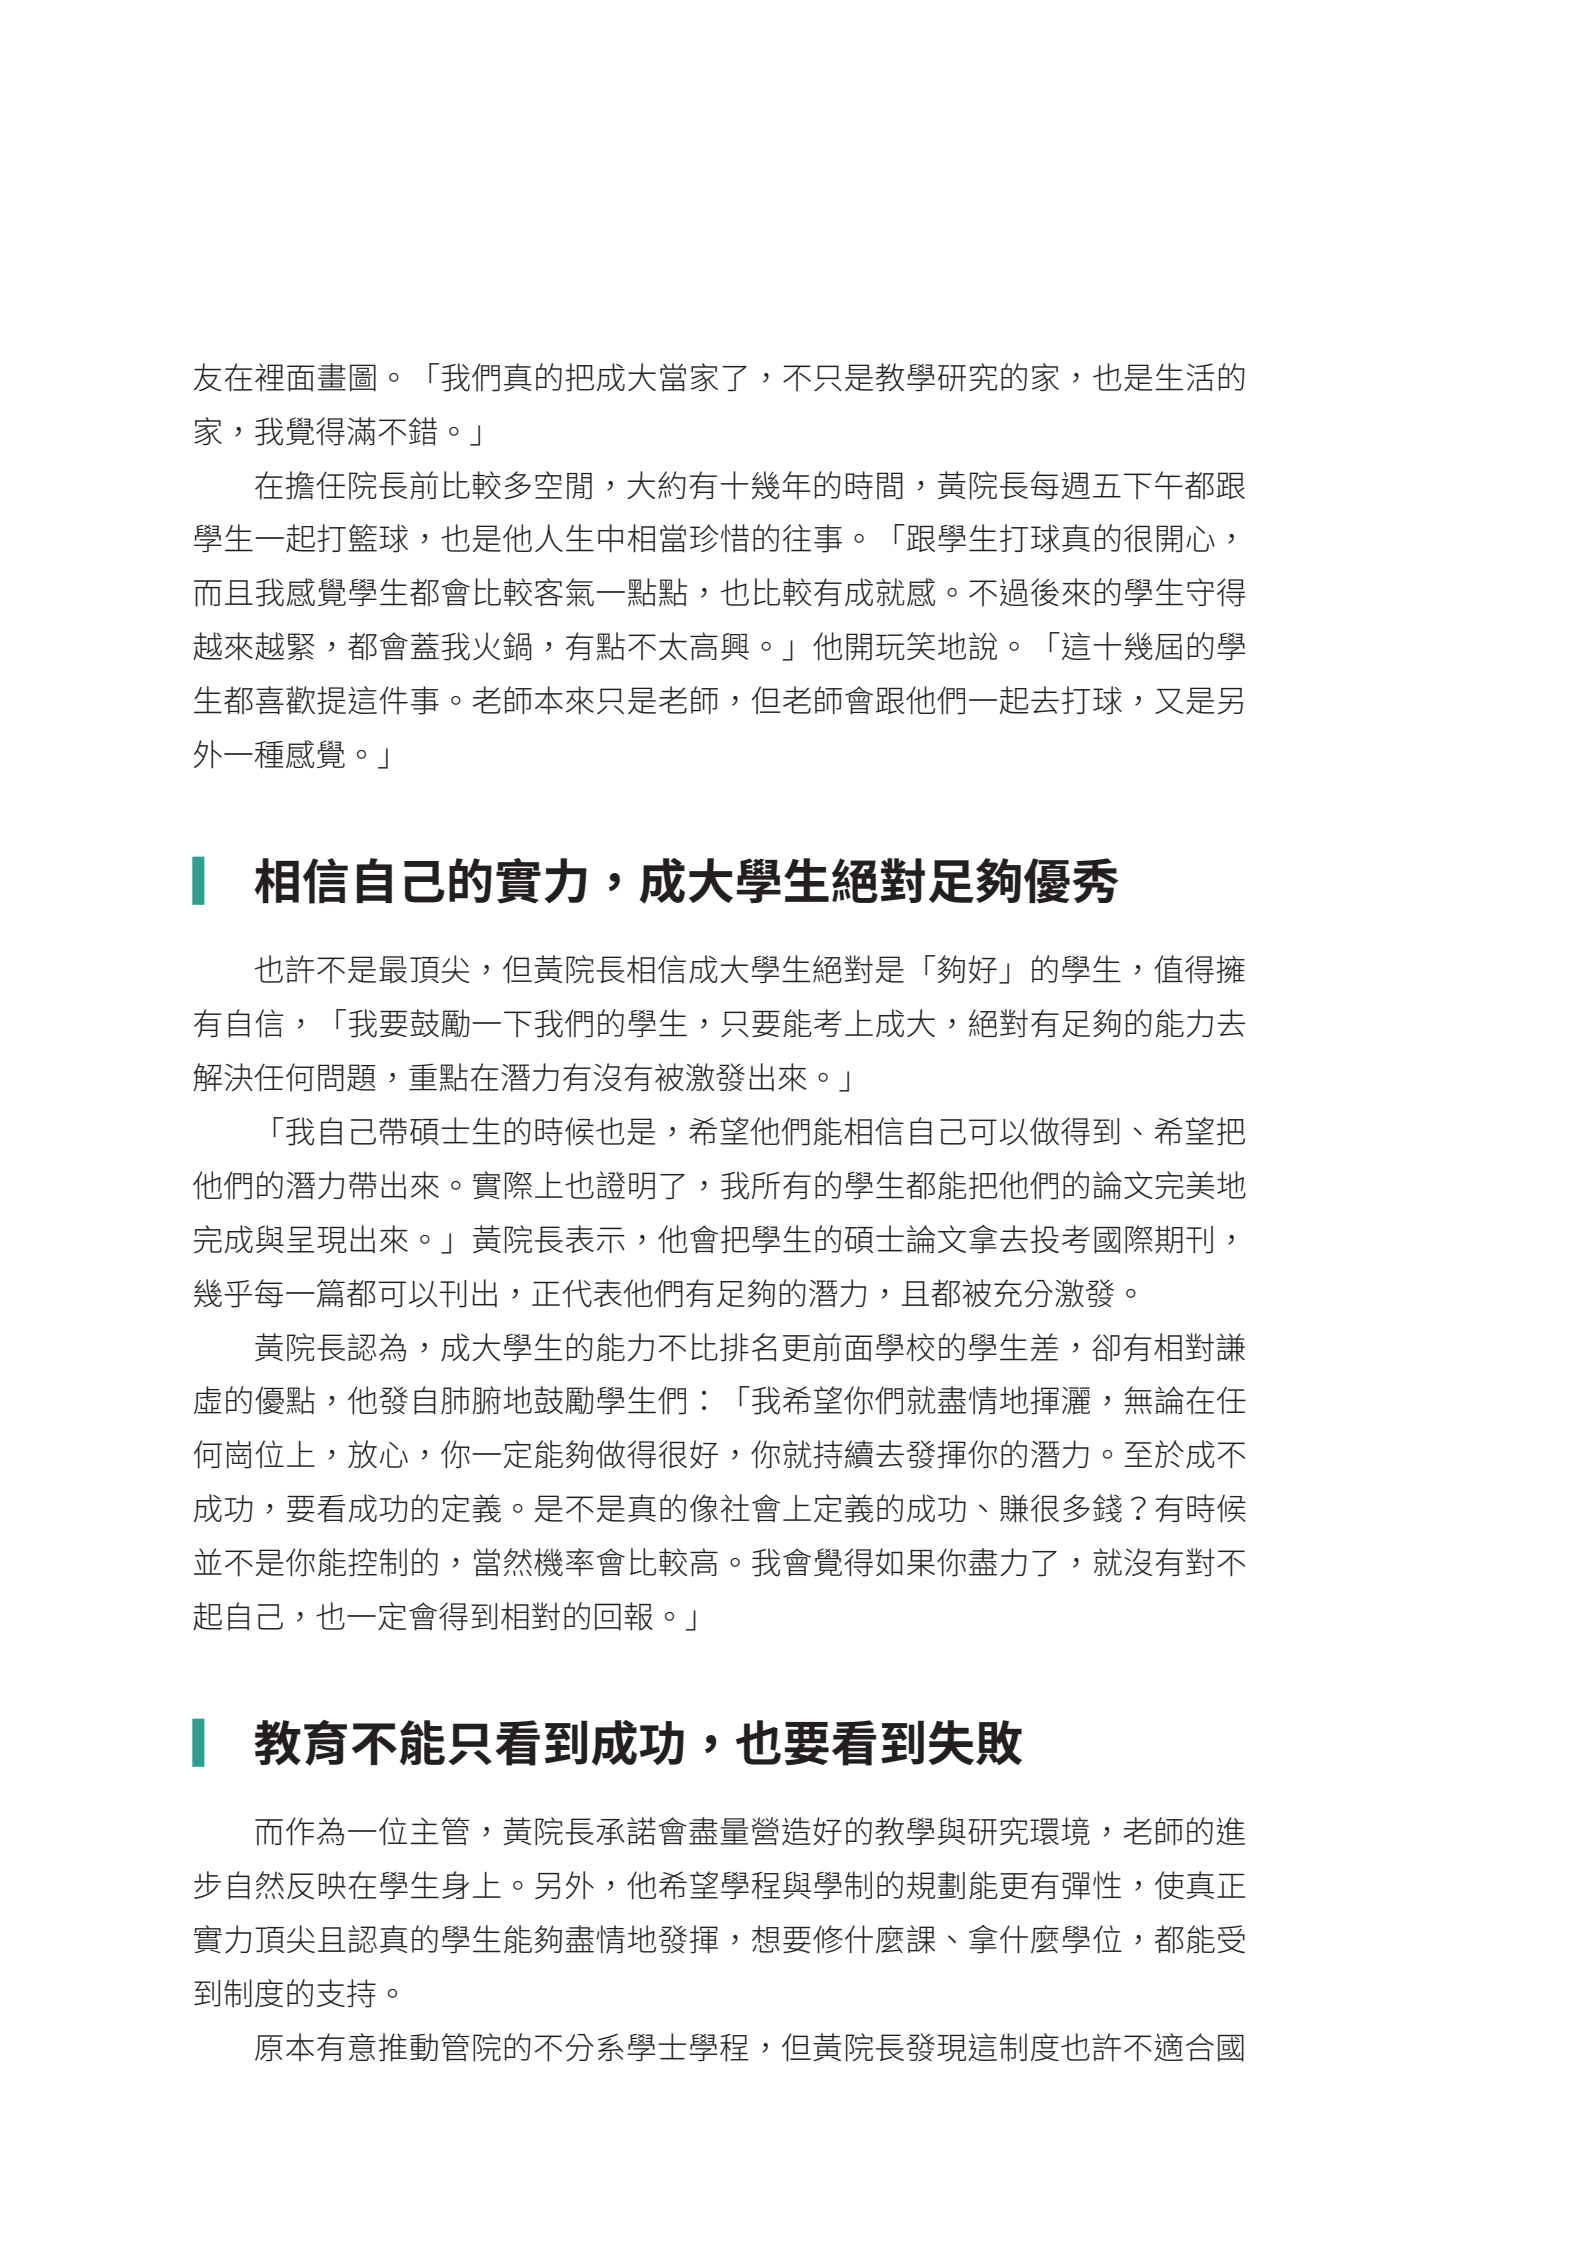 友在裡面畫圖。「我們真的把成大當家了，不只是教學研究的家，也是生活的
家，我覺得滿不錯。」
在擔任院長前比較多空閒，大約有十幾年的時間，黃院長每週五下午都跟
學生一起打籃球，也是他人生中相當珍惜的往事。「跟學生打球真的很開心，
而且我感覺學生都會比較客氣一點點，也比較有成就感。不過後來的學生守得
越來越緊，都會蓋我火鍋，有點不太高興。」他開玩笑地說。「這十幾屆的學
生都喜歡提這件事。老師本來只是老師，但老師會跟他們一起去打球，又是另
外一種感覺。」
相信自己的實力，成大學生絕對足夠優秀
也許不是最頂尖，但黃院長相信成大學生絕對是「夠好」的學生，值得擁
有自信，「我要鼓勵一下我們的學生，只要能考上成大，絕對有足夠的能力去
解決任何問題，重點在潛力有沒有被激發出來。」
「我自己帶碩士生的時候也是，希望他們能相信自己可以做得到、希望把
他們的潛力帶出來。實際上也證明了，我所有的學生都能把他們的論文完美地
完成與呈現出來。」黃院長表示，他會把學生的碩士論文拿去投考國際期刊，
幾乎每一篇都可以刊出，正代表他們有足夠的潛力，且都被充分激發。
黃院長認為，成大學生的能力不比排名更前面學校的學生差，卻有相對謙
虛的優點，他發自肺腑地鼓勵學生們：「我希望你們就盡情地揮灑，無論在任
何崗位上，放心，你一定能夠做得很好，你就持續去發揮你的潛力。至於成不
成功，要看成功的定義。是不是真的像社會上定義的成功、賺很多錢？有時候
並不是你能控制的，當然機率會比較高。我會覺得如果你盡力了，就沒有對不
起自己，也一定會得到相對的回報。」
教育不能只看到成功，也要看到失敗
而作為一位主管，黃院長承諾會盡量營造好的教學與研究環境，老師的進
步自然反映在學生身上。另外，他希望學程與學制的規劃能更有彈性，使真正
實力頂尖且認真的學生能夠盡情地發揮，想要修什麼課、拿什麼學位，都能受
到制度的支持。
原本有意推動管院的不分系學士學程，但黃院長發現這制度也許不適合國